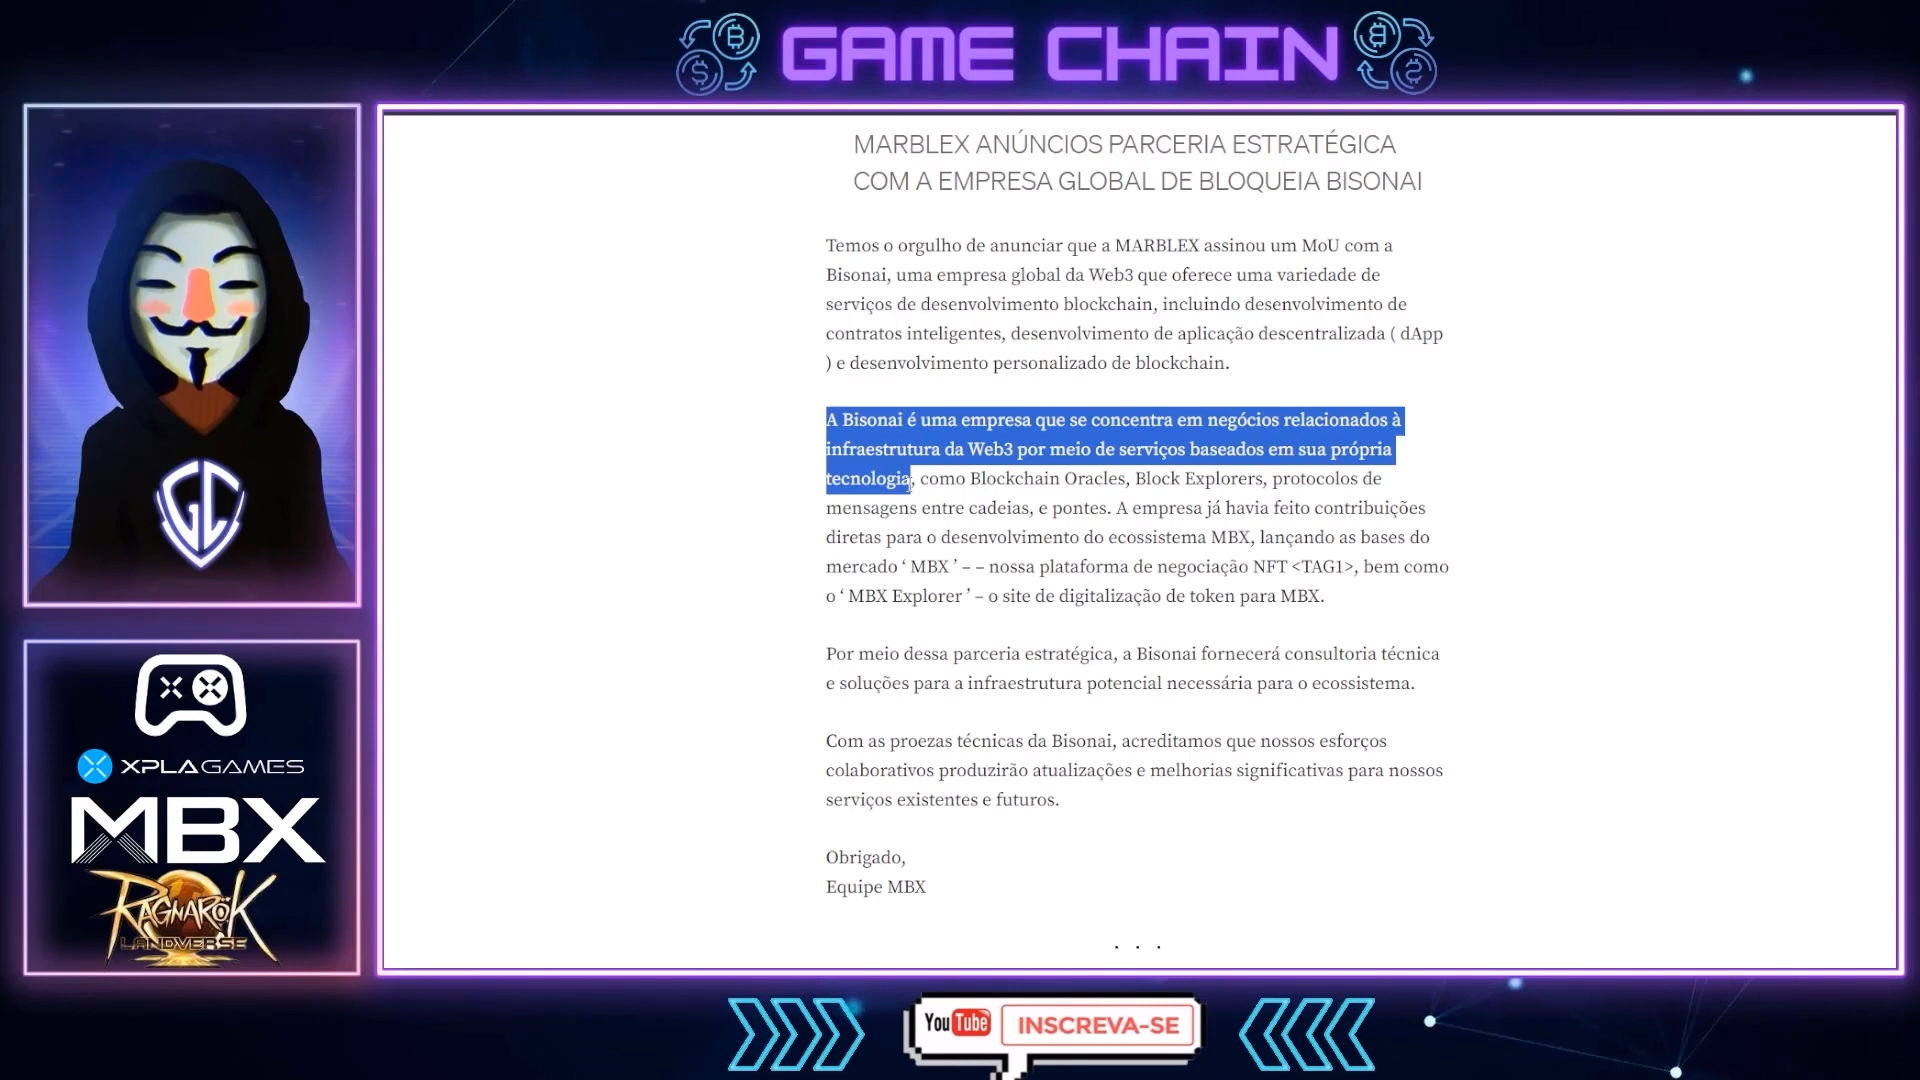 GAME CHAIN
MARBLEX ANÚNCIOS PARCERIA ESTRATÉGICA
COM A EMPRESA GLOBAL DE BLOQUEIA BISONAI
Temos o orgulho de anunciar que a MARBLEX assinou um MoU com a
Bisonai, uma empresa global da Web3 que oferece uma variedade de
serviços de desenvolvimento blockchain, incluindo desenvolvimento de
contratos inteligentes, desenvolvimento de aplicação descentralizada ( dApp
) e desenvolvimento personalizado de blockchain.
A Bisonai é uma empresa que se concentra em negócios relacionados à
infraestrutura da Web3 por meio de serviços baseados em sua própria
tecnologia, como Blockchain Oracles, Block Explorers, protocolos de
mensagens entre cadeias, e pontes. A empresa já havia feito contribuições
diretas para o desenvolvimento do ecossistema MBX, lançando as bases do
mercado ‘ MBX ’ – – nossa plataforma de negociação NFT <TAG1>, bem como
o ‘ MBX Explorer ’ – o site de digitalização de token para MBX.
Por meio dessa parceria estratégica, a Bisonai fornecerá consultoria técnica
e soluções para a infraestrutura potencial necessária para o ecossistema.
Com as proezas técnicas da Bisonai, acreditamos que nossos esforços
colaborativos produzirão atualizações e melhorias significativas para nossos
serviços existentes e futuros.
Obrigado,
Equipe MBX
. . .
GC
XPLAGAMES
MBX
RAGNARÖK
LANDVERSE
YouTube INSCREVA-SE